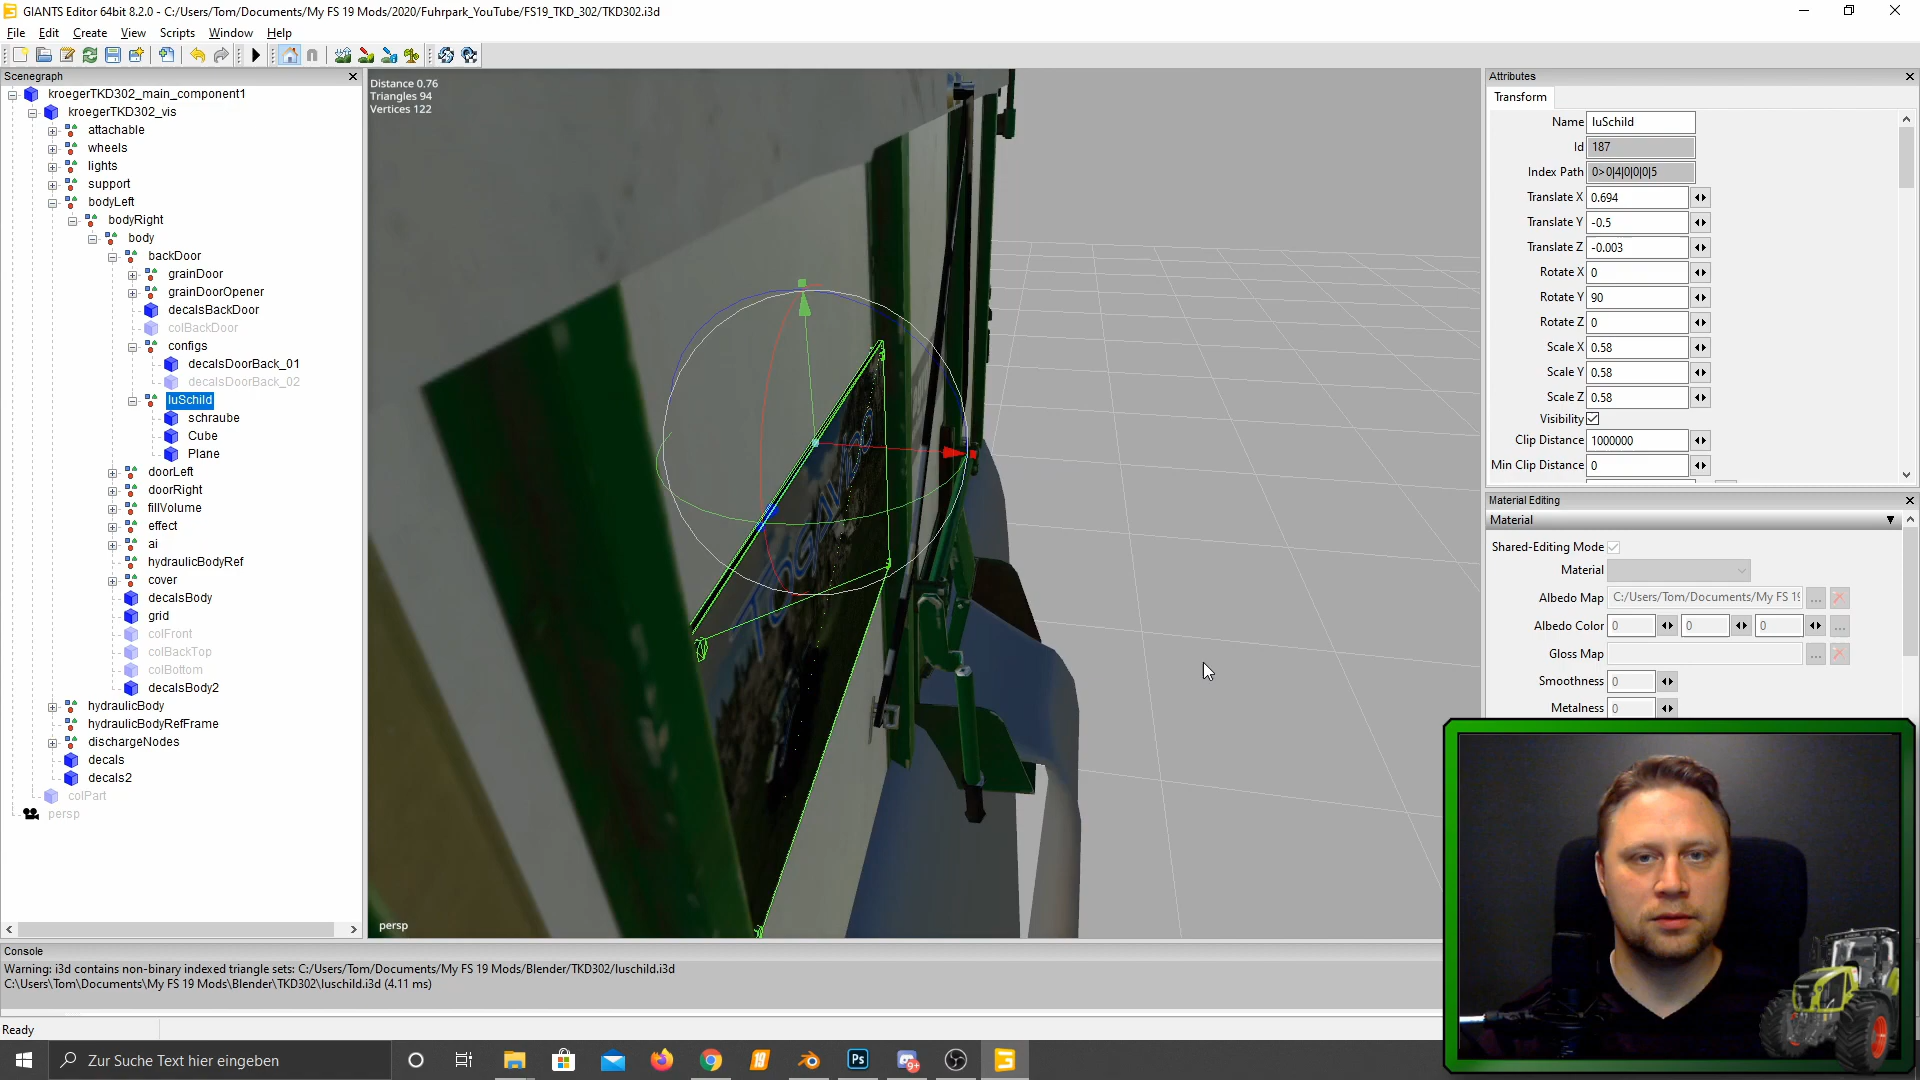 GIANTS Editor 64bit 8.2.0 - C:/Users/Tom/Documents/My FS 19 Mods/2020/Fuhrpark_YouTube/FS19_TKD_302/TKD302.i3d
File Edit Create View Scripts Window Help
Scenegraph
kroegerTKD302_main_component1
kroegerTKD302_vis
attachable
wheels
lights
support
bodyLeft
bodyRight
body
backDoor
grainDoor
grainDoorOpener
decalsBackDoor
colBackDoor
configs
decalsDoorBack_01
decalsDoorBack_02
luSchild
schraube
Cube
Plane
doorLeft
doorRight
fillVolume
effect
ai
hydraulicBodyRef
cover
decalsBody
grid
colFront
colBackTop
colBottom
decalsBody2
hydraulicBody
hydraulicBodyRefFrame
dischargeNodes
decals
decals2
colPart
persp
Distance 0.76
Triangles 94
Vertices 122
persp
Attributes
Transform
Name luSchild
Id 187
Index Path 0>0|4|0|0|0|5
Translate X 0.694
Translate Y -0.5
Translate Z -0.003
Rotate X 0
Rotate Y 90
Rotate Z 0
Scale X 0.58
Scale Y 0.58
Scale Z 0.58
Visibility
Clip Distance 1000000
Min Clip Distance 0
Material Editing
Material
Shared-Editing Mode
Material
Albedo Map C:/Users/Tom/Documents/My FS 19 ...
Albedo Color 0 0 0 ...
Gloss Map ...
Smoothness 0
Metalness 0
Console
Warning: i3d contains non-binary indexed triangle sets: C:/Users/Tom/Documents/My FS 19 Mods/Blender/TKD302/luschild.i3d
C:\Users\Tom\Documents\My FS 19 Mods\Blender\TKD302\luschild.i3d (4.11 ms)
Ready
Zur Suche Text hier eingeben
19
Ps
9+